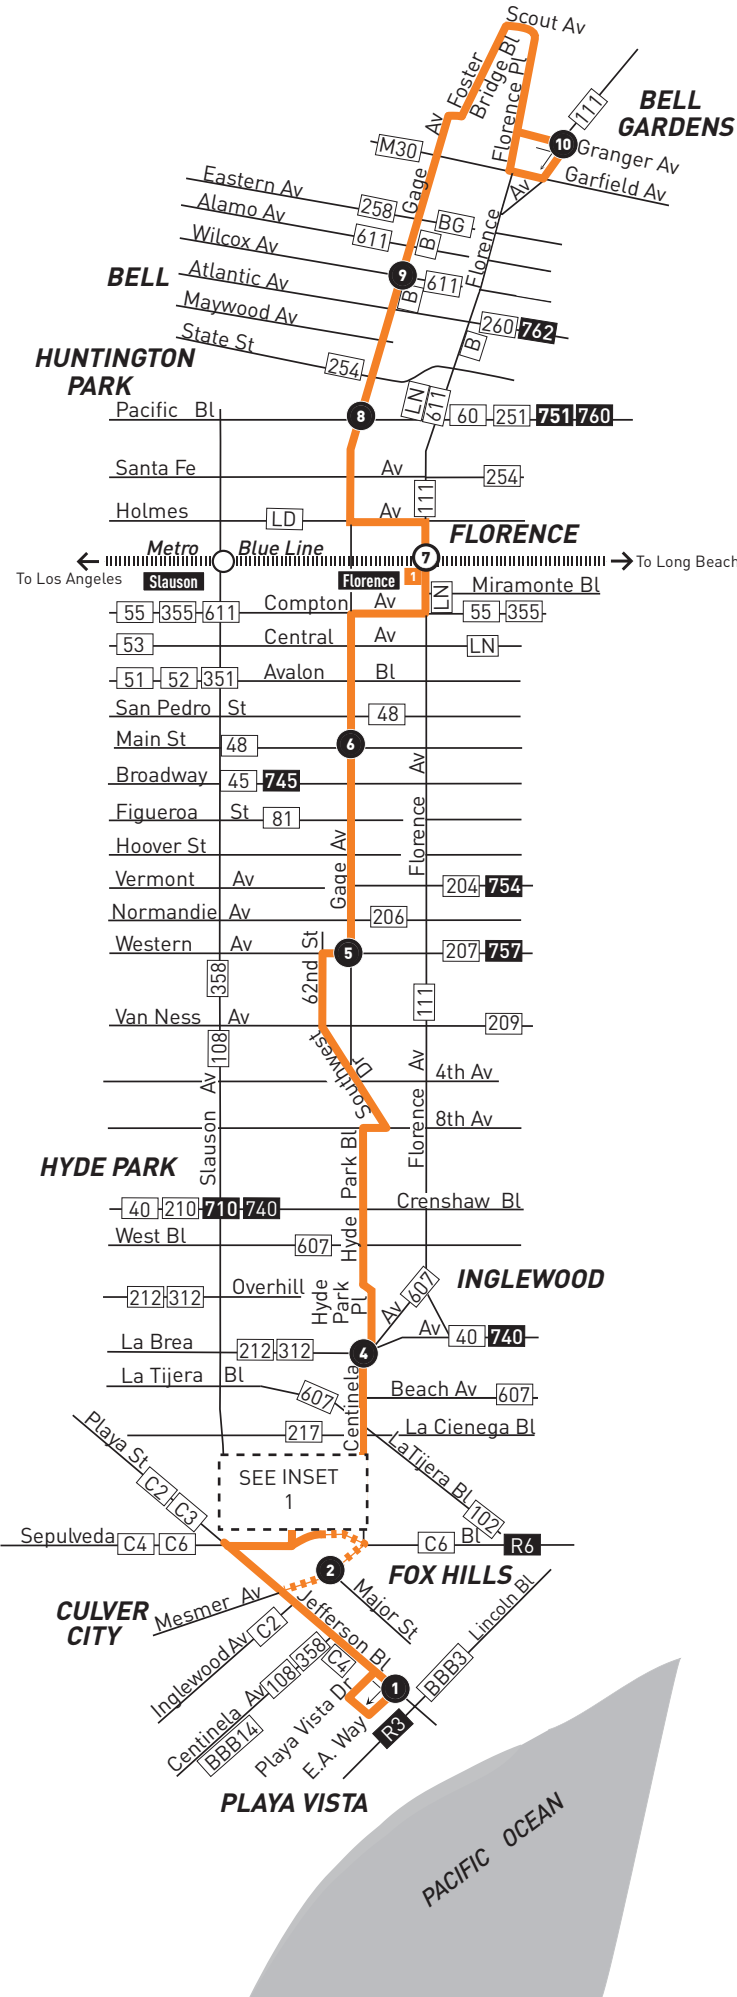 Scout Av
Foster
Bridge Bl
Florence Pl
111
BELL
GARDENS
Av
M30
10
Granger Av
Garfield Av
Gage
Av
Eastern Av
258
BG
Alamo Av
611
B
Florence
Wilcox Av
9
611
BELL
Atlantic Av
B
260
762
Maywood Av
B
State St
254
HUNTINGTON
PARK
LN
611
Pacific Bl
8
60
251
751
760
Santa Fe
Av
254
111
Holmes
LD
Av
FLORENCE
Metro
Blue Line
7
To Los Angeles
Slauson
Florence
1
To Long Beach
Miramonte Bl
LN
55
355
611
Compton
Av
55
355
53
Central
Av
LN
51
52
351
Avalon
Bl
San Pedro St
48
Main St
48
6
Av
Broadway
45
745
Figueroa St
81
Florence
Hoover St
Gage Av
Vermont Av
204
754
Normandie Av
206
Western Av
62nd St
5
207
757
358
111
Van Ness Av
209
108
Southwest
Dr
Av
4th Av
Av
8th Av
Slauson
Florence
HYDE PARK
Park Bl
40
210
710
740
Crenshaw Bl
West Bl
607
Hyde
INGLEWOOD
212
312
Overhill
Hyde
Park
Pl
Av
607
La Brea
212
312
4
Av
40
740
La Tijera Bl
607
Centinela
Beach Av
607
217
La Cienega Bl
Playa St
C2
C3
SEE INSET
1
La Tijera Bl
102
Sepulveda
C4
C6
C6
Bl
R6
2
FOX HILLS
CULVER
CITY
Mesmer Av
Major St
Jefferson Bl
Lincoln Bl
Inglewood Av
C2
Centinela Av
108
358
C4
BBB3
BBB14
Playa Vista Dr
1
E.A. Way
R3
PLAYA VISTA
PACIFIC OCEAN